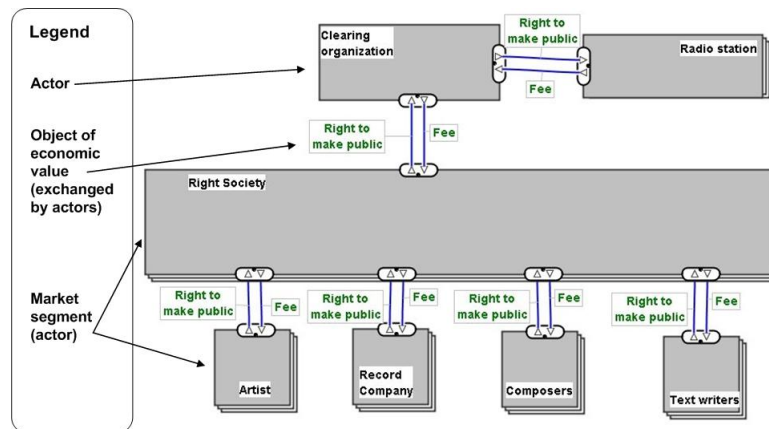 Legend
Actor
Object of
economic
value
(exchanged
by actors)
Market
segment
(actor)
Clearing
organization
Right to
make public
Fee
Radio station
Right to
make public
Fee
Right Society
Right to
make public
Fee
Right to
make public
Fee
Right to
make public
Fee
Right to
make public
Fee
Artist
Record
Company
Composers
Text writers